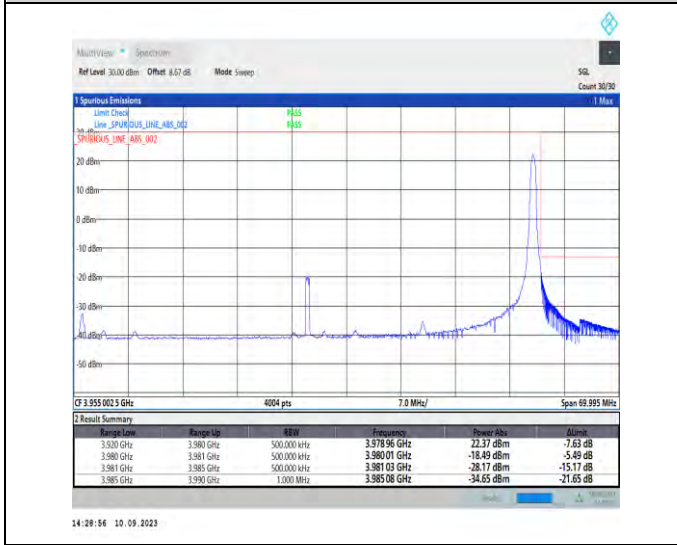 MultiView Spectrum
Ref Level 30.00 dBm Offset 8.67 dB Mode Sweep SGL
Count 30/30
1 Spurious Emissions 1 Max
Limit Check PASS
Line _SPURIOUS_LINE_ABS_002 PASS
_SPURIOUS_LINE_ABS_002
20 dBm
10 dBm
0 dBm
-10 dBm
-20 dBm
-30 dBm
-40 dBm
-50 dBm
CF 3.955 002 5 GHz 4004 pts 7.0 MHz/ Span 69.995 MHz
2 Result Summary
Range Low Range Up RBW Frequency Power Abs ΔLimit
3.920 GHz 3.980 GHz 500.000 kHz 3.978 96 GHz 22.37 dBm -7.63 dB
3.980 GHz 3.981 GHz 500.000 kHz 3.980 01 GHz -18.49 dBm -5.49 dB
3.981 GHz 3.985 GHz 500.000 kHz 3.981 03 GHz -28.17 dBm -15.17 dB
3.985 GHz 3.990 GHz 1.000 MHz 3.985 08 GHz -34.65 dBm -21.65 dB
14:28:56 10.09.2023